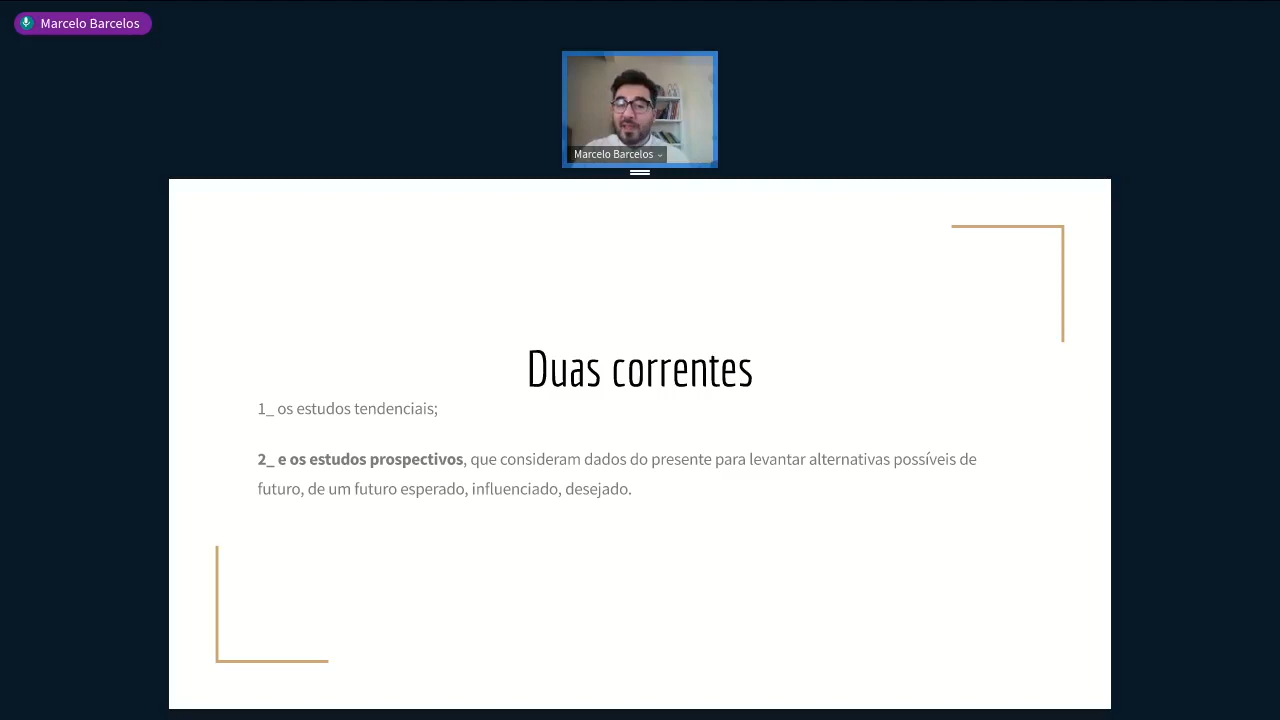 Marcelo Barcelos
Marcelo Barcelos
Duas correntes
1_ os estudos tendenciais;
2_ e os estudos prospectivos, que consideram dados do presente para levantar alternativas possíveis de
futuro, de um futuro esperado, influenciado, desejado.